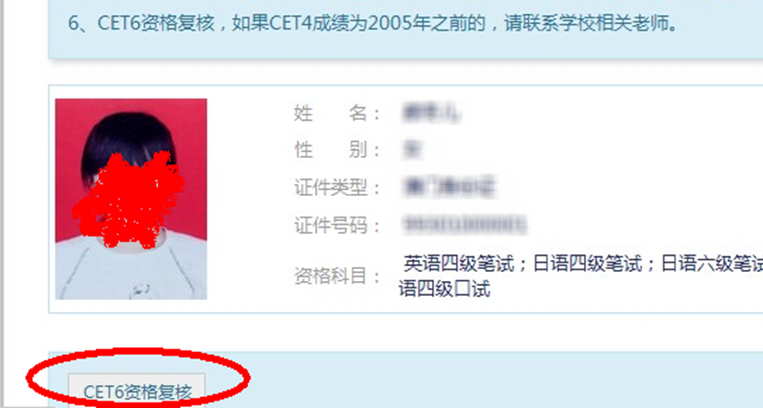 6、CET6资格复核，如果CET4成绩为2005年之前的，请联系学校相关老师。
姓 名：
性 别：
证件类型：
证件号码：
资格科目：
英语四级笔试；日语四级笔试；日语六级笔试
语四级口试
CET6资格复核